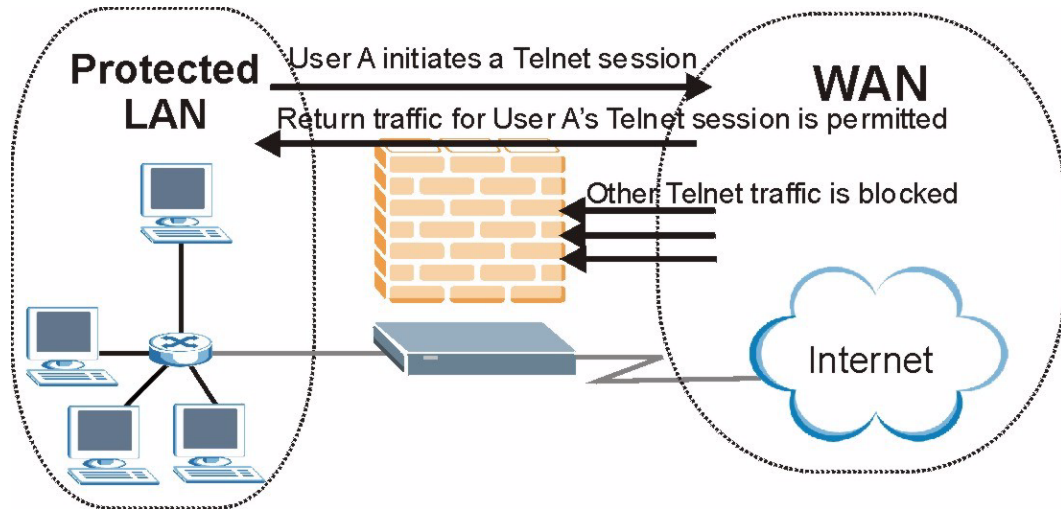 Protected
LAN
User A initiates a Telnet session
WAN
Return traffic for User A's Telnet session is permitted
Other Telnet traffic is blocked
Internet